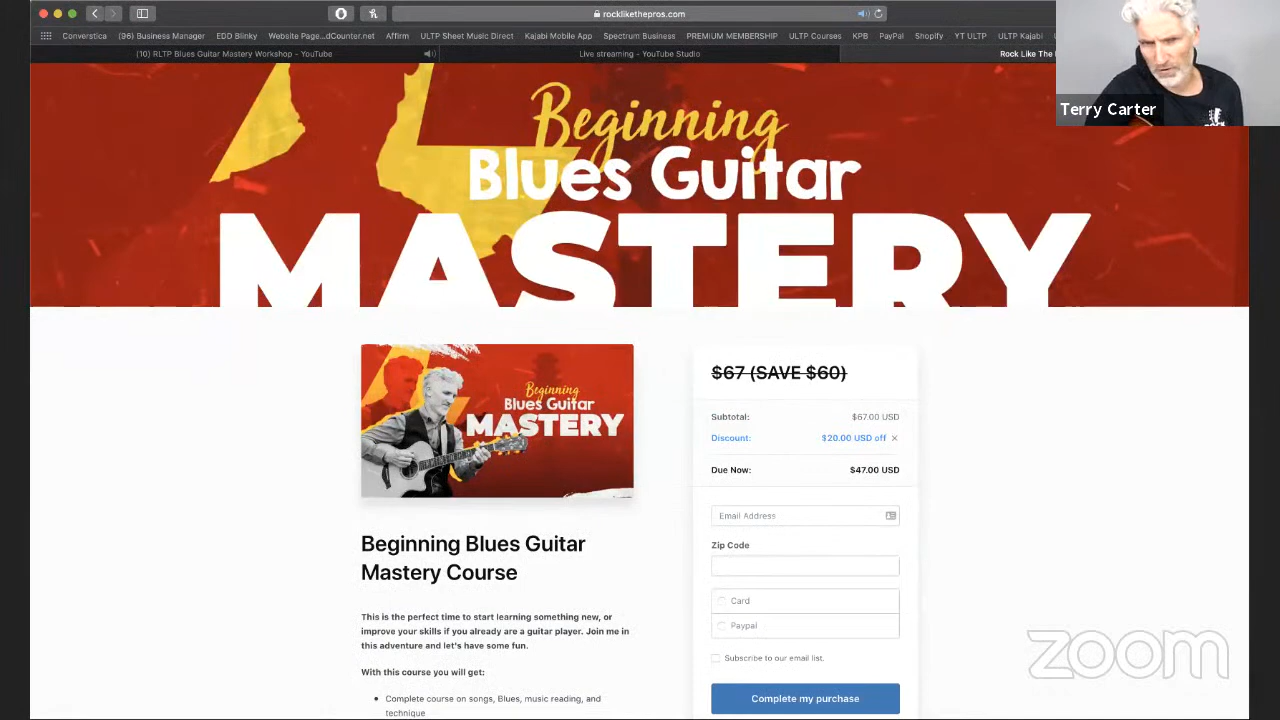 rocklikethepros.com
Converstica (96) Business Manager EDD Blinky Website Page...dCounter.net Affirm ULTP Sheet Music Direct Kajabi Mobile App Spectrum Business PREMIUM MEMBERSHIP ULTP Courses KPB PayPal Shopify YT ULTP ULTP Kajabi
(10) RLTP Blues Guitar Mastery Workshop - YouTube
Live streaming - YouTube Studio
Rock Like The
Terry Carter
Beginning
Blues Guitar
MASTERY
Beginning
Blues Guitar
MASTERY
Beginning Blues Guitar
Mastery Course
This is the perfect time to start learning something new, or
improve your skills if you already are a guitar player. Join me in
this adventure and let's have some fun.
With this course you will get:
• Complete course on songs, Blues, music reading, and
technique
$67 (SAVE $60)
Subtotal: $67.00 USD
Discount: $20.00 USD off ×
Due Now: $47.00 USD
Email Address
Zip Code
Card
Paypal
Subscribe to our email list.
Complete my purchase
zoom